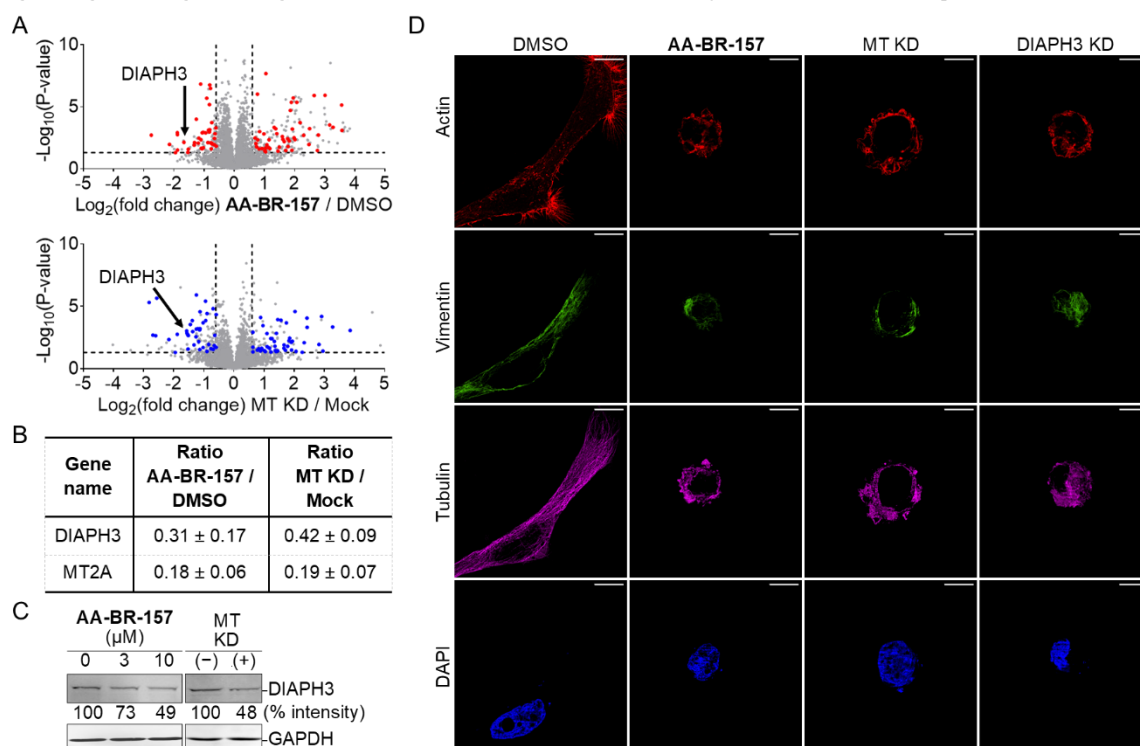 A
10
5
0
-Log10(P-value)
DIAPH3
-5 -4 -3 -2 -1 0 1 2 3 4 5
Log2(fold change) AA-BR-157 / DMSO
10
5
0
-Log10(P-value)
DIAPH3
-5 -4 -3 -2 -1 0 1 2 3 4 5
Log2(fold change) MT KD / Mock
B
Gene name
Ratio AA-BR-157 / DMSO
Ratio MT KD / Mock
DIAPH3 0.31 ± 0.17 0.42 ± 0.09
MT2A 0.18 ± 0.06 0.19 ± 0.07
C
AA-BR-157
(μM)
MT
KD
0 3 10 (−) (+)
-DIAPH3
100 73 49 100 48 (% intensity)
-GAPDH
D
DMSO AA-BR-157 MT KD DIAPH3 KD
Actin
Vimentin
Tubulin
DAPI